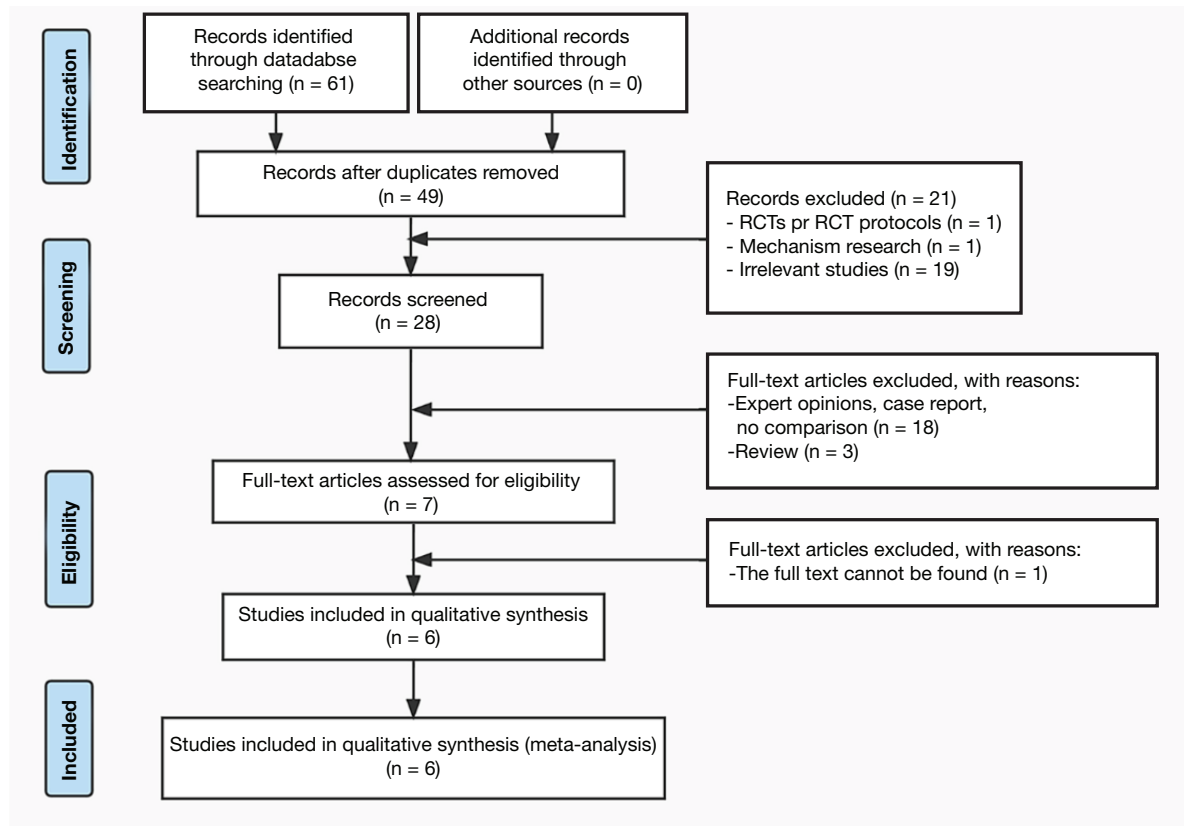 Identification
Records identified
through datadabse
searching (n = 61)
Additional records
identified through
other sources (n = 0)
Records after duplicates removed
(n = 49)
Records excluded (n = 21)
- RCTs pr RCT protocols (n = 1)
- Mechanism research (n = 1)
- Irrelevant studies (n = 19)
Screening
Records screened
(n = 28)
Full-text articles excluded, with reasons:
-Expert opinions, case report,
no comparison (n = 18)
-Review (n = 3)
Eligibility
Full-text articles assessed for eligibility
(n = 7)
Full-text articles excluded, with reasons:
-The full text cannot be found (n = 1)
Studies included in qualitative synthesis
(n = 6)
Included
Studies included in qualitative synthesis (meta-analysis)
(n = 6)